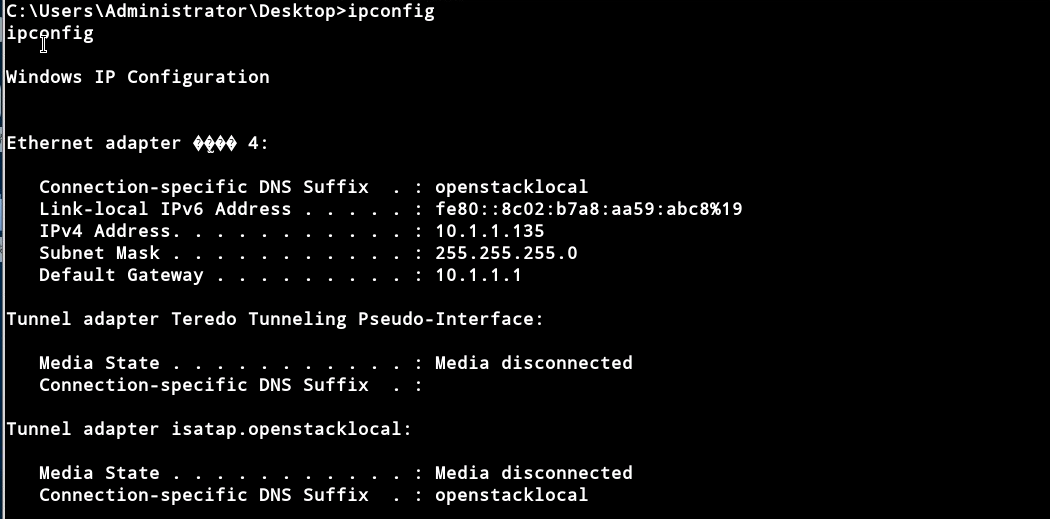 C:\Users\Administrator\Desktop>ipconfig
ipconfig
Windows IP Configuration
Ethernet adapter ���� 4:
Connection-specific DNS Suffix  . : openstacklocal
Link-local IPv6 Address . . . . . : fe80::8c02:b7a8:aa59:abc8%19
IPv4 Address. . . . . . . . . . . : 10.1.1.135
Subnet Mask . . . . . . . . . . . : 255.255.255.0
Default Gateway . . . . . . . . . : 10.1.1.1
Tunnel adapter Teredo Tunneling Pseudo-Interface:
Media State . . . . . . . . . . . : Media disconnected
Connection-specific DNS Suffix  . :
Tunnel adapter isatap.openstacklocal:
Media State . . . . . . . . . . . : Media disconnected
Connection-specific DNS Suffix  . : openstacklocal